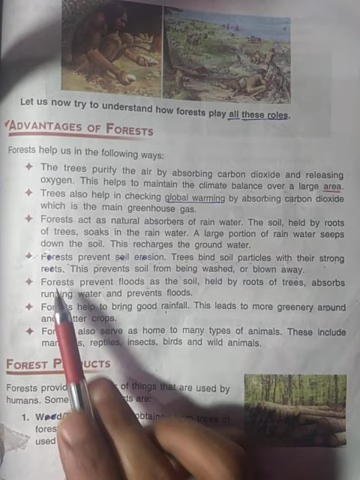 Let us now try to understand how forests play all these roles.
ADVANTAGES OF FORESTS
Forests help us in the following ways:
The trees purify the air by absorbing carbon dioxide and releasing
oxygen. This helps to maintain the climate balance over a large area.
Trees also help in checking global warming by absorbing carbon dioxide
which is the main greenhouse gas.
Forests act as natural absorbers of rain water. The soil, held by roots
of trees, soaks in the rain water. A large portion of rain water seeps
down the soil. This recharges the ground water.
Forests prevent soil erosion. Trees bind soil particles with their strong
roots. This prevents soil from being washed, or blown away.
Forests prevent floods as the soil, held by roots of trees, absorbs
running water and prevents floods.
help to bring good rainfall. This leads to more greenery around
crops.
also serve as home to many types of animals. These include
reptiles, insects, birds and wild animals.
FOREST PRODUCTS
Forests of things that are used by
humans. Some are:
1.
used